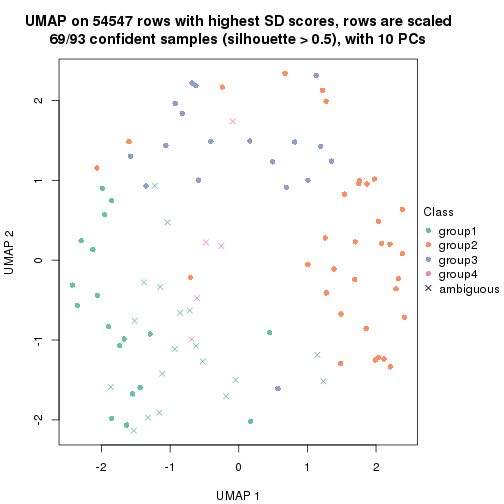 UMAP on 54547 rows with highest SD scores, rows are scaled
69/93 confident samples (silhouette > 0.5), with 10 PCs
2
1
0
-1
-2
UMAP 2
-2
-1
0
1
2
UMAP 1
Class
group1
group2
group3
group4
ambiguous